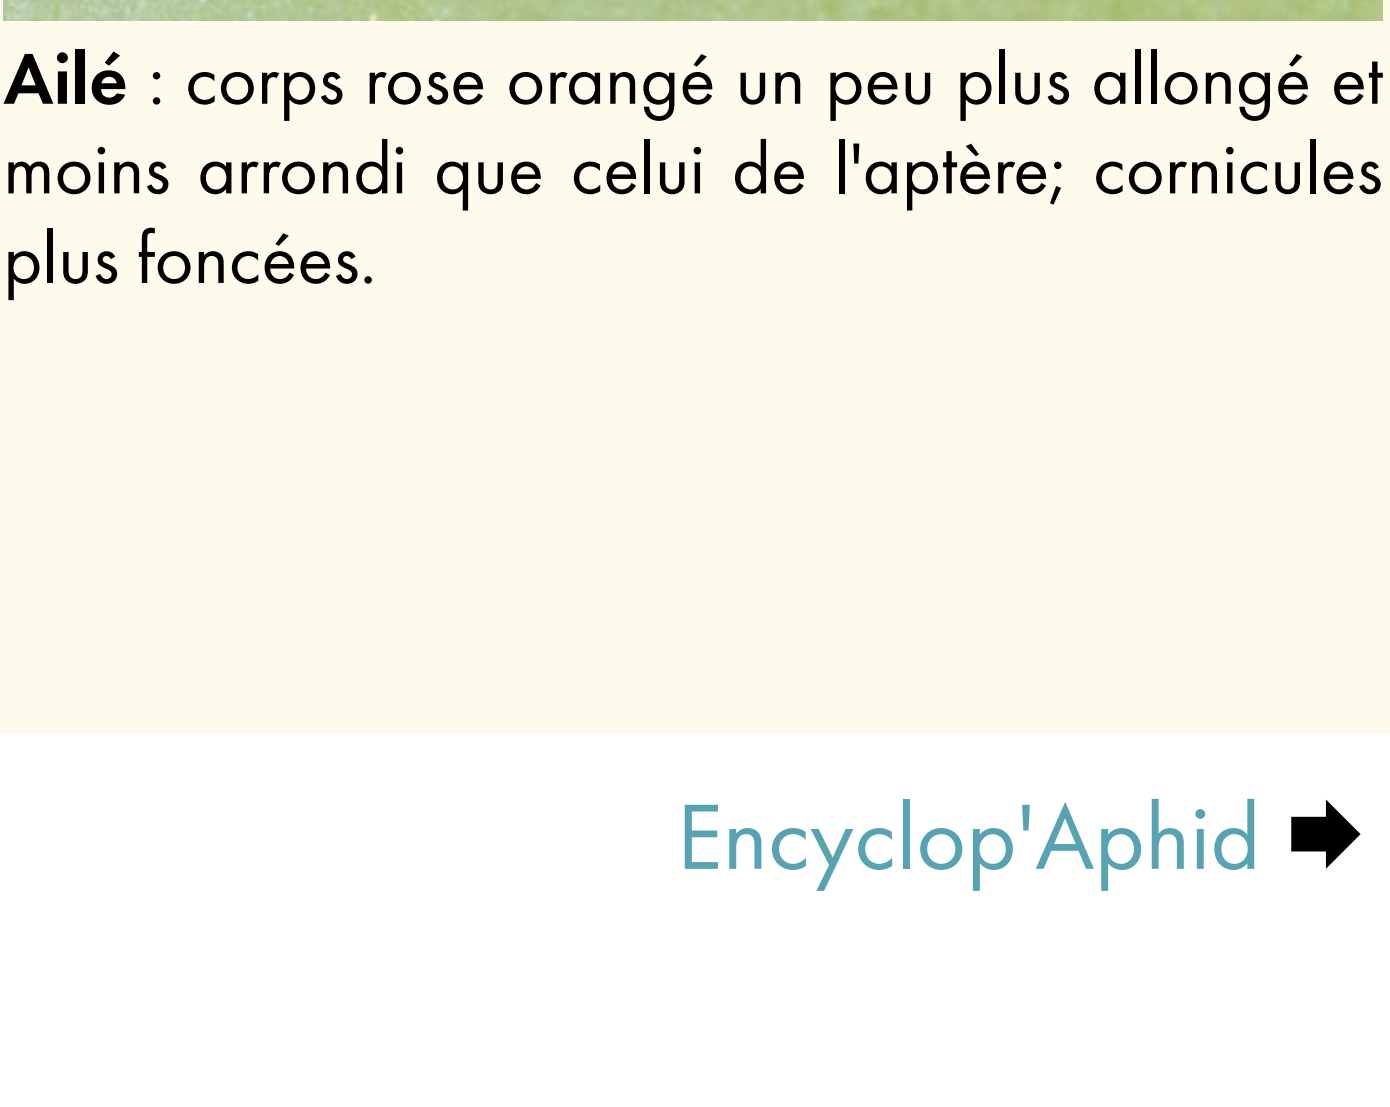 Ailé : corps rose orangé un peu plus allongé et
moins arrondi que celui de l'aptère; cornicules
plus foncées.
Encyclop'Aphid